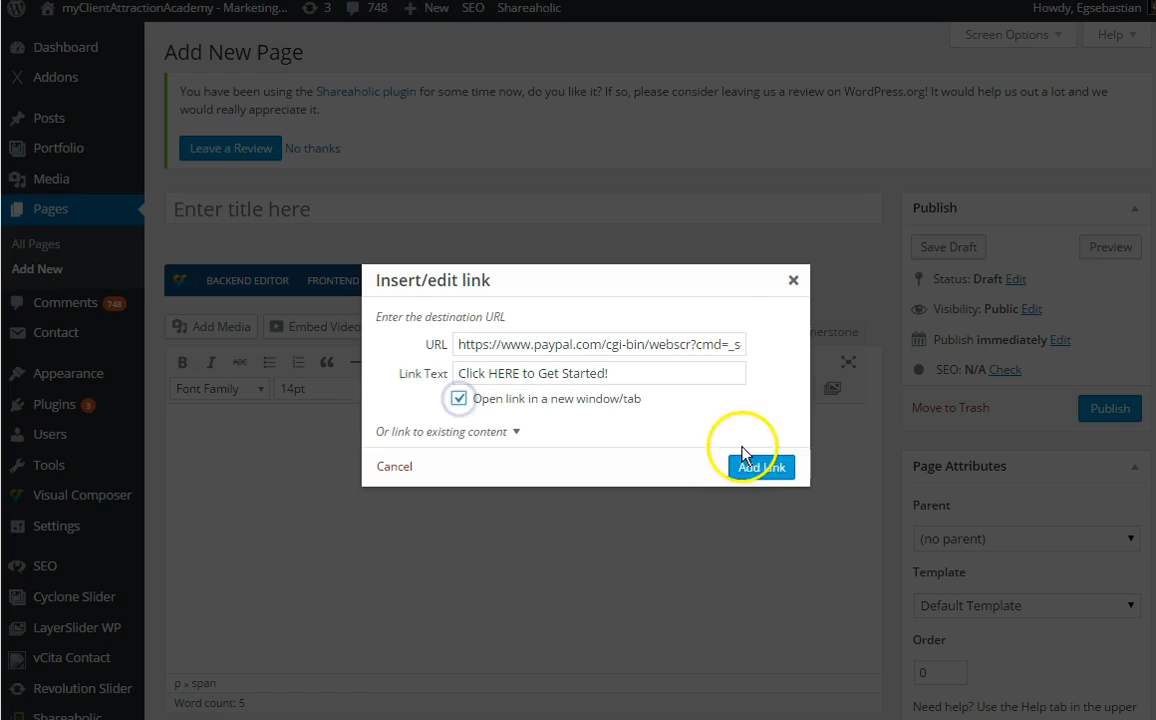 myClientAttractionAcademy - Marketing... 3 748 + New SEO Shareaholic Howdy, Egsebastian
Dashboard
Addons
Posts
Portfolio
Media
Pages
All Pages
Add New
Comments 748
Contact
Appearance
Plugins 3
Users
Tools
Visual Composer
Settings
SEO
Cyclone Slider
LayerSlider WP
vCita Contact
Revolution Slider
Shareaholic
Screen Options Help
Add New Page
You have been using the Shareaholic plugin for some time now, do you like it? If so, please consider leaving us a review on WordPress.org! It would help us out a lot and we
would really appreciate it.
Leave a Review No thanks
Enter title here
BACKEND EDITOR FRONTEND
Add Media Embed Video
ABC
Font Family 14pt
Insert/edit link
Enter the destination URL
URL https://www.paypal.com/cgi-bin/webscr?cmd=_s
Link Text Click HERE to Get Started!
Open link in a new window/tab
Or link to existing content
Cancel Add Link
p » span
Word count: 5
Publish
Save Draft Preview
Status: Draft Edit
Visibility: Public Edit
Publish immediately Edit
SEO: N/A Check
Move to Trash Publish
Page Attributes
Parent
(no parent)
Template
Default Template
Order
0
Need help? Use the Help tab in the upper